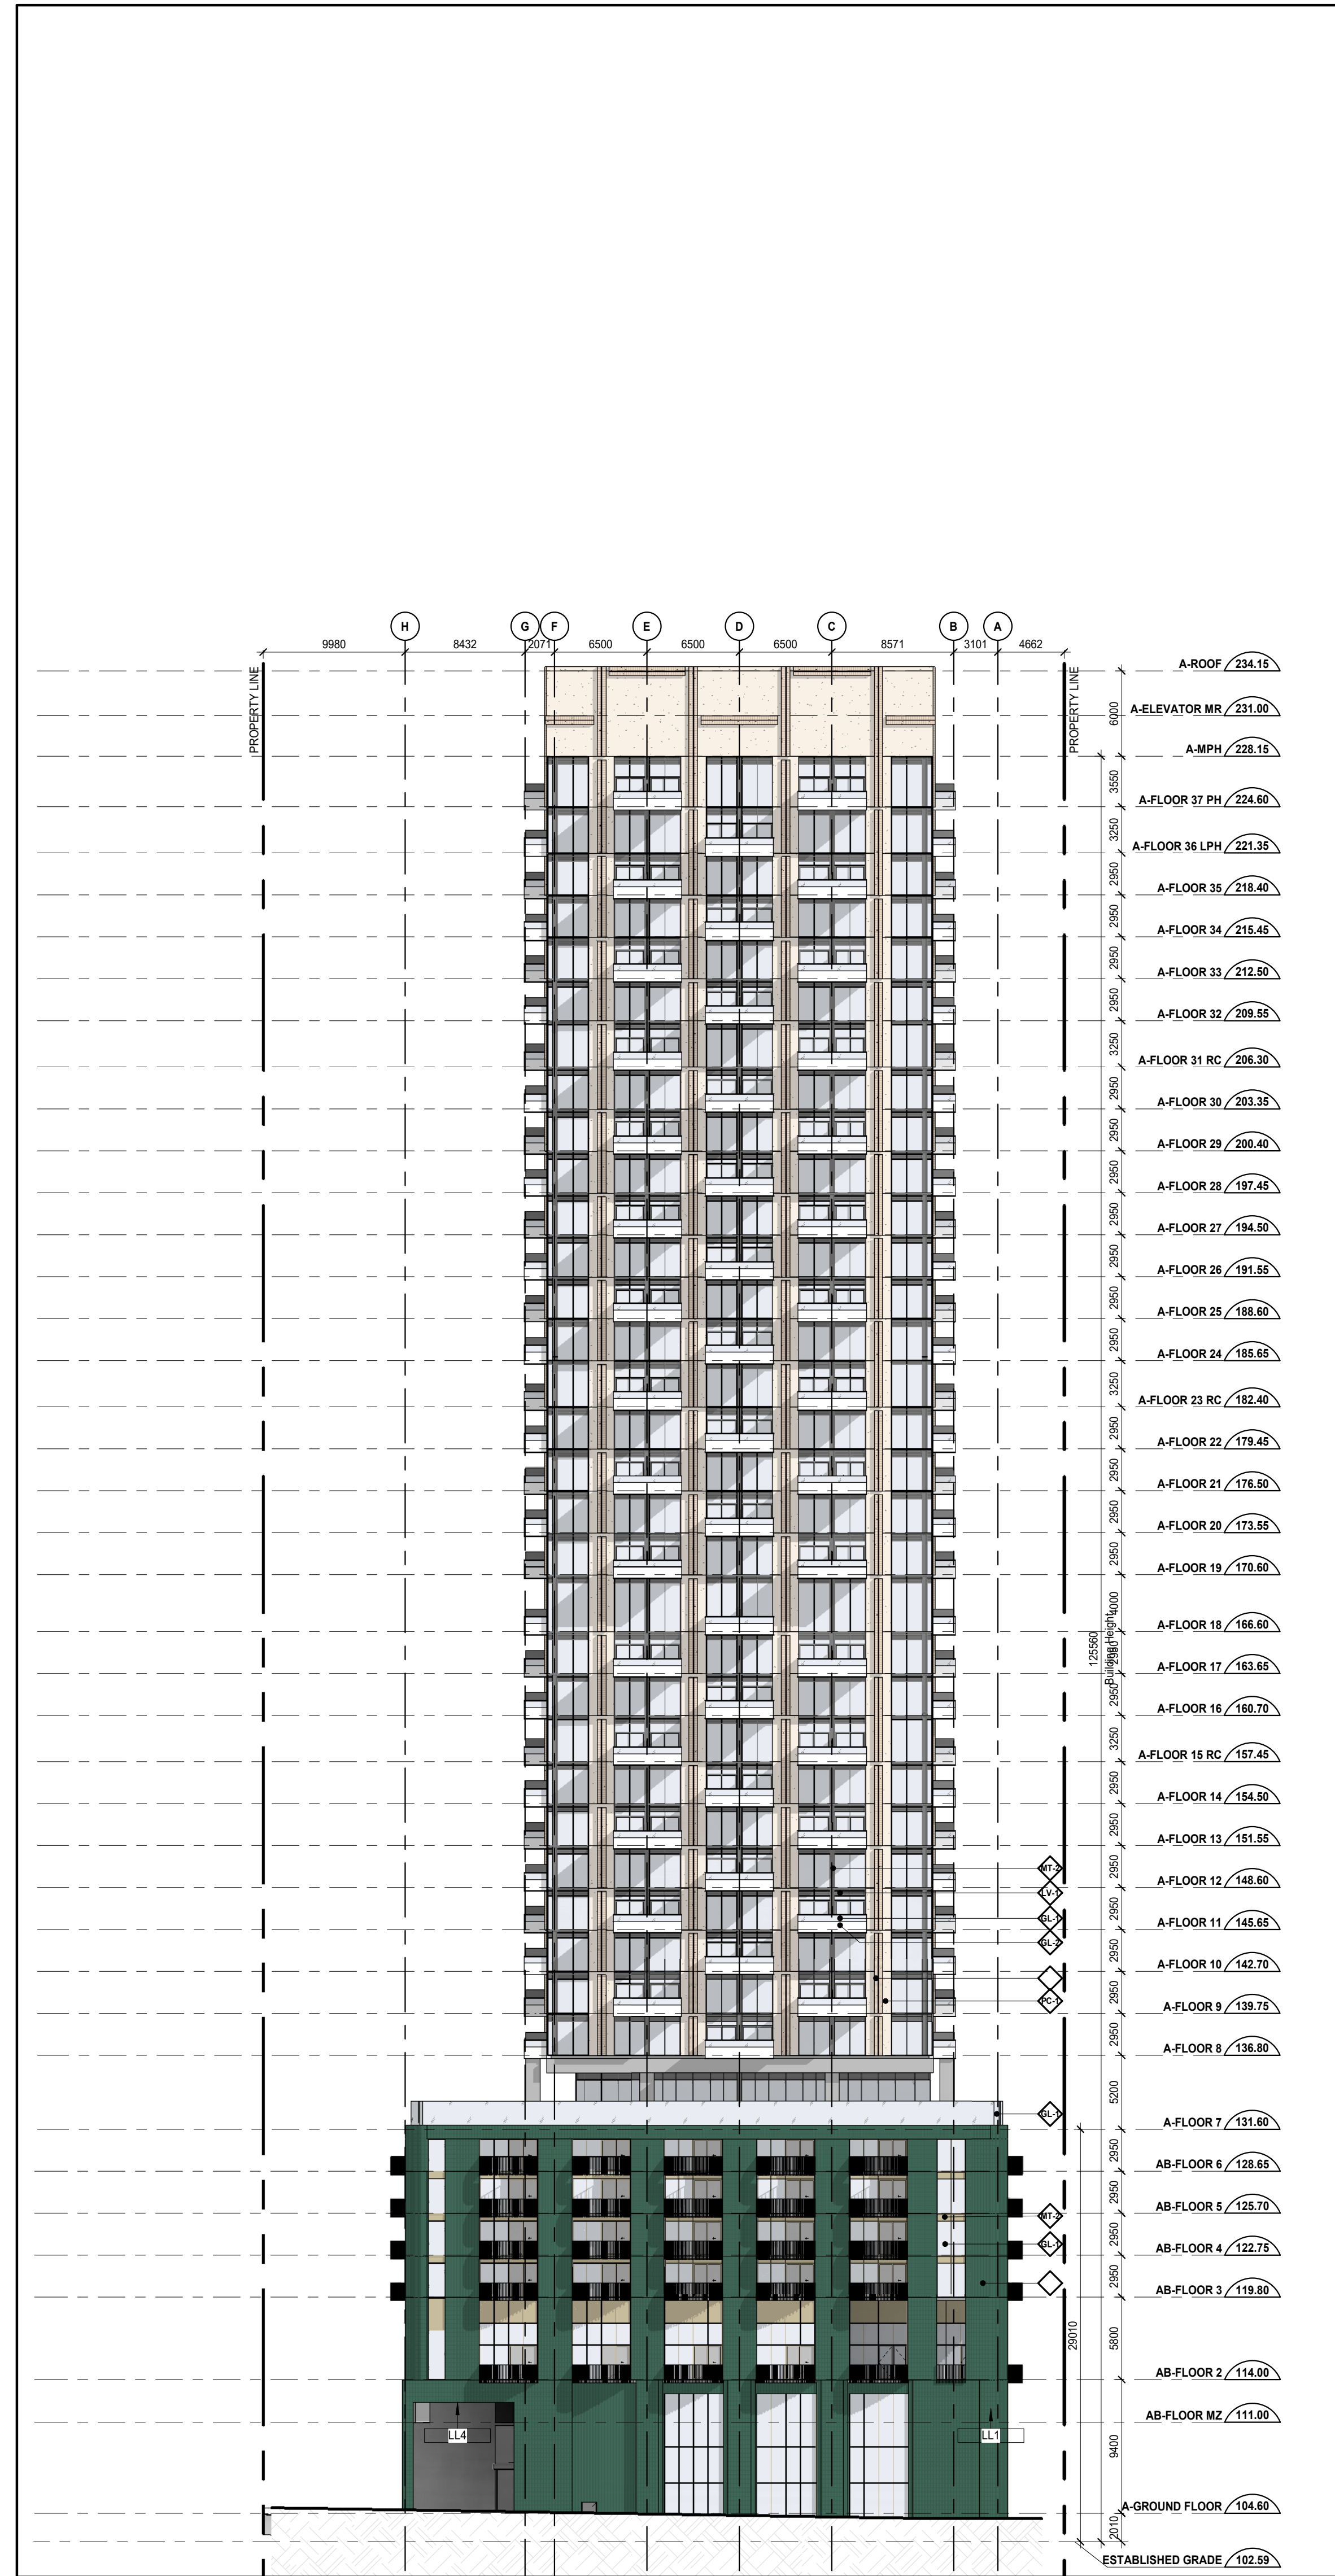 H G F E D C B A
9980 8432 2071 6500 6500 6500 8571 3101 4662
PROPERTY LINE
PROPERTY LINE
A-ROOF 234.15
6000
A-ELEVATOR MR 231.00
A-MPH 228.15
3550
A-FLOOR 37 PH 224.60
3250
A-FLOOR 36 LPH 221.35
2950
A-FLOOR 35 218.40
2950
A-FLOOR 34 215.45
2950
A-FLOOR 33 212.50
2950
A-FLOOR 32 209.55
3250
A-FLOOR 31 RC 206.30
2950
A-FLOOR 30 203.35
2950
A-FLOOR 29 200.40
2950
A-FLOOR 28 197.45
2950
A-FLOOR 27 194.50
2950
A-FLOOR 26 191.55
2950
A-FLOOR 25 188.60
2950
A-FLOOR 24 185.65
3250
A-FLOOR 23 RC 182.40
2950
A-FLOOR 22 179.45
2950
A-FLOOR 21 176.50
2950
A-FLOOR 20 173.55
2950
A-FLOOR 19 170.60
4000
A-FLOOR 18 166.60
125560
Building Height
2950
A-FLOOR 17 163.65
2950
A-FLOOR 16 160.70
3250
A-FLOOR 15 RC 157.45
2950
A-FLOOR 14 154.50
2950
A-FLOOR 13 151.55
MT-2
2950
A-FLOOR 12 148.60
LV-1
2950
GL-1
A-FLOOR 11 145.65
GL-2
2950
A-FLOOR 10 142.70
2950
PC-1
A-FLOOR 9 139.75
2950
A-FLOOR 8 136.80
5200
GL-1
A-FLOOR 7 131.60
2950
AB-FLOOR 6 128.65
2950
AB-FLOOR 5 125.70
MT-2
2950
GL-1
AB-FLOOR 4 122.75
2950
AB-FLOOR 3 119.80
29010
5800
AB-FLOOR 2 114.00
AB-FLOOR MZ 111.00
LL4
LL1
9400
A-GROUND FLOOR 104.60
2010
ESTABLISHED GRADE 102.59